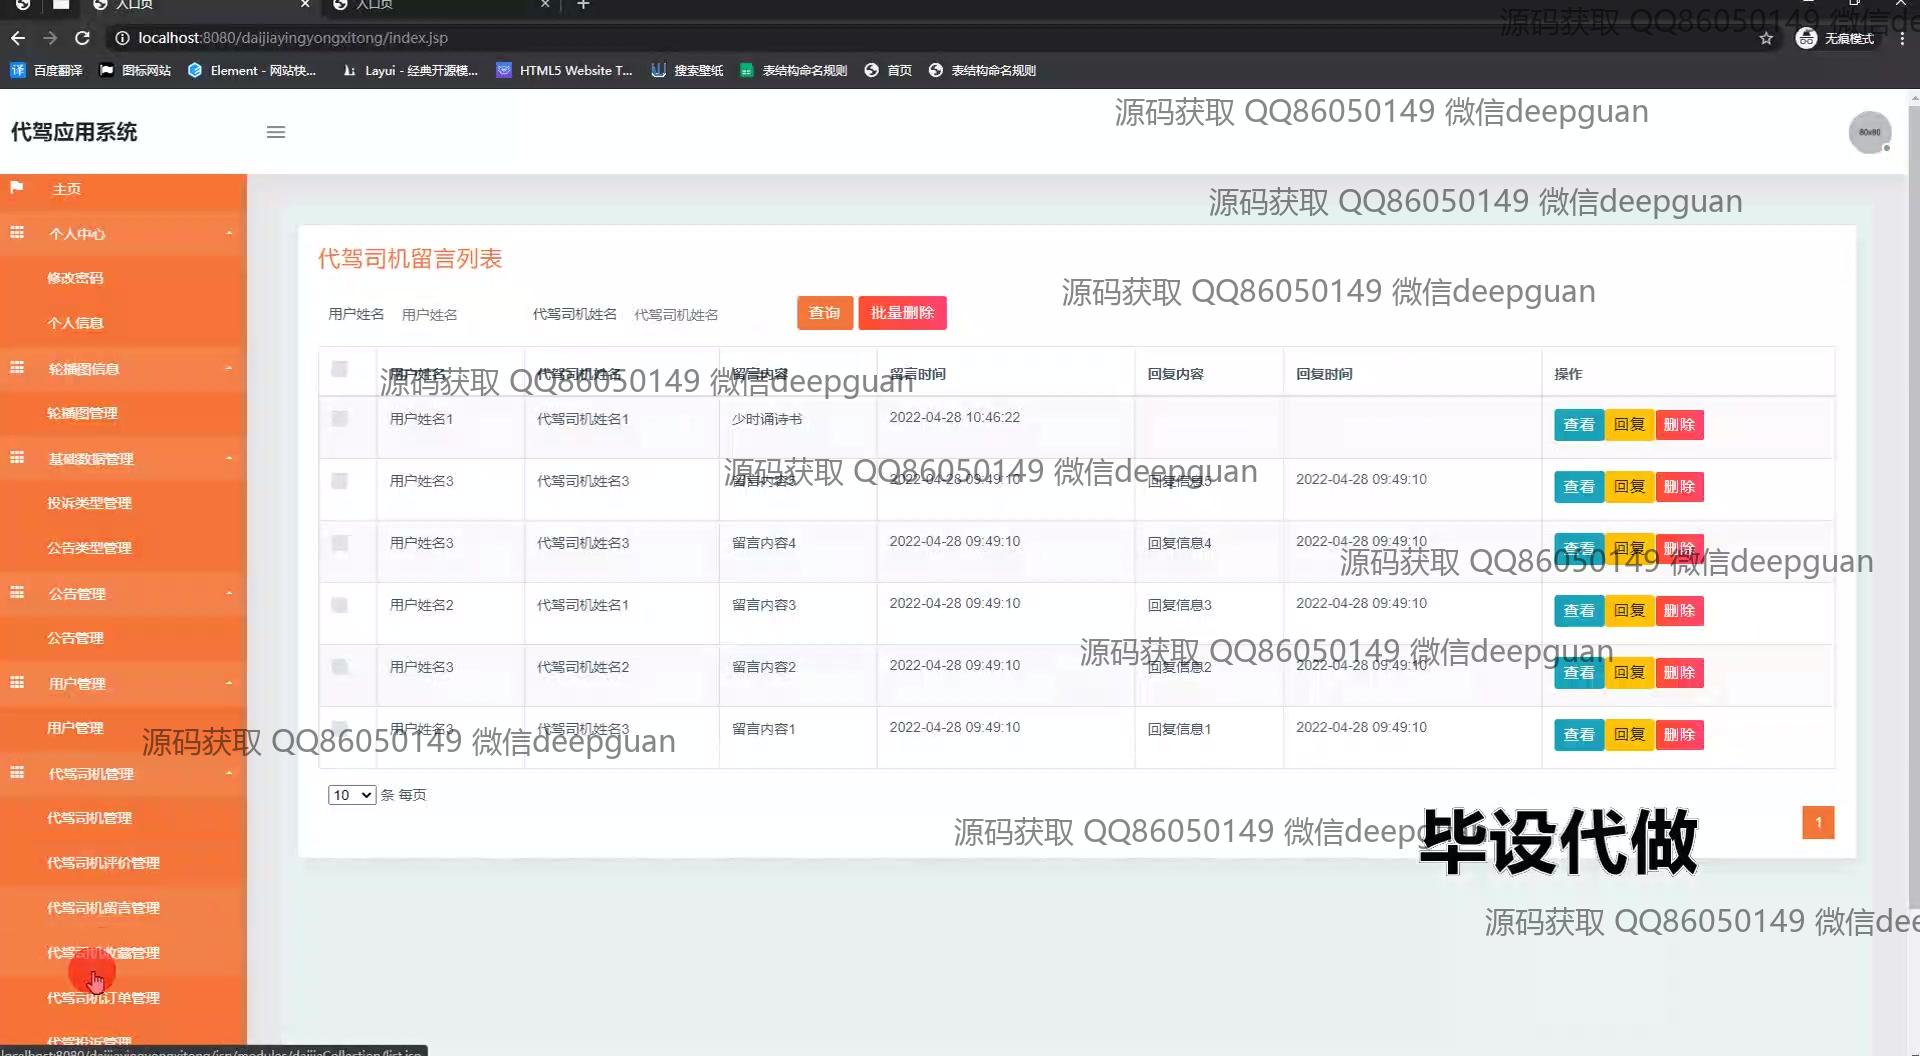 入口页
入口页
localhost:8080/daijiayingyongxitong/index.jsp
无痕模式
百度翻译
图标网站
Element - 网站快...
Layui - 经典开源模...
HTML5 Website T...
搜索壁纸
表结构命名规则
首页
表结构命名规则
源码获取 QQ86050149 微信de
代驾应用系统
源码获取 QQ86050149 微信deepguan
80x80
主页
个人中心
修改密码
个人信息
轮播图信息
轮播图管理
基础数据管理
投诉类型管理
公告类型管理
公告管理
公告管理
用户管理
用户管理
代驾司机管理
代驾司机管理
代驾司机评价管理
代驾司机留言管理
代驾司机收藏管理
代驾司机订单管理
代驾投诉管理
源码获取 QQ86050149 微信deepguan
代驾司机留言列表
源码获取 QQ86050149 微信deepguan
用户姓名 用户姓名 代驾司机姓名 代驾司机姓名 查询 批量删除
用户姓名 代驾司机姓名 留言内容 留言时间 回复内容 回复时间 操作
源码获取 QQ86050149 微信deepguan
用户姓名1 代驾司机姓名1 少时诵诗书 2022-04-28 10:46:22 查看 回复 删除
用户姓名3 代驾司机姓名3 留言内容5 2022-04-28 09:49:10 回复信息5 2022-04-28 09:49:10 查看 回复 删除
源码获取 QQ86050149 微信deepguan
用户姓名3 代驾司机姓名3 留言内容4 2022-04-28 09:49:10 回复信息4 2022-04-28 09:49:10 查看 回复 删除
源码获取 QQ86050149 微信deepguan
用户姓名2 代驾司机姓名1 留言内容3 2022-04-28 09:49:10 回复信息3 2022-04-28 09:49:10 查看 回复 删除
源码获取 QQ86050149 微信deepguan
用户姓名3 代驾司机姓名2 留言内容2 2022-04-28 09:49:10 回复信息2 2022-04-28 09:49:10 查看 回复 删除
用户姓名3 代驾司机姓名3 留言内容1 2022-04-28 09:49:10 回复信息1 2022-04-28 09:49:10 查看 回复 删除
源码获取 QQ86050149 微信deepguan
10 条 每页
1
源码获取 QQ86050149 微信deepguan
毕设代做
源码获取 QQ86050149 微信dee
localhost:8080/daijiayingyongxitong/jsp/modules/daijiaCollection/list.jsp